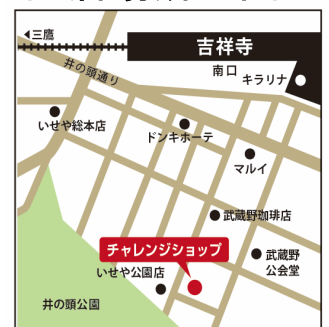 ◀三鷹
吉祥寺
南口
キラリナ
井の頭通り
いせや総本店
ドンキホーテ
マルイ
武蔵野珈琲店
チャレンジショップ
武蔵野
公会堂
いせや公園店
井の頭公園